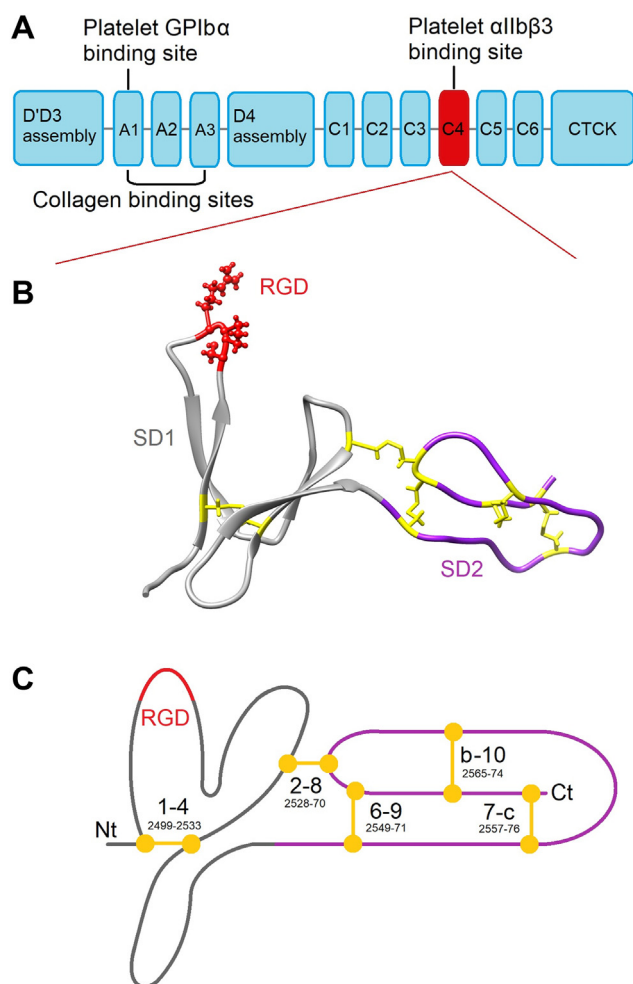 A
Platelet GPIbα
binding site
Platelet αIIbβ3
binding site
D'D3
assembly
A1
A2
A3
D4
assembly
C1
C2
C3
C4
C5
C6
CTCK
Collagen binding sites
B
RGD
SD1
SD2
C
RGD
b-10
2565-74
2-8
2528-70
Ct
1-4
2499-2533
6-9
2549-71
7-c
2557-76
Nt